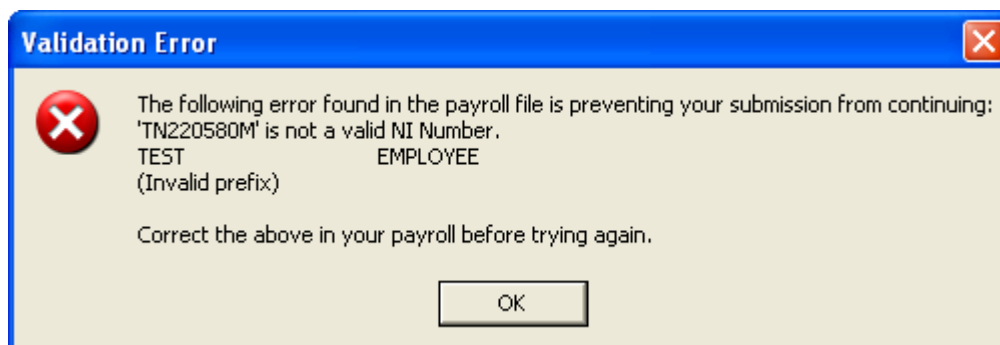 Validation Error
The following error found in the payroll file is preventing your submission from continuing:
'TN220580M' is not a valid NI Number.
TEST EMPLOYEE
(Invalid prefix)
Correct the above in your payroll before trying again.
OK